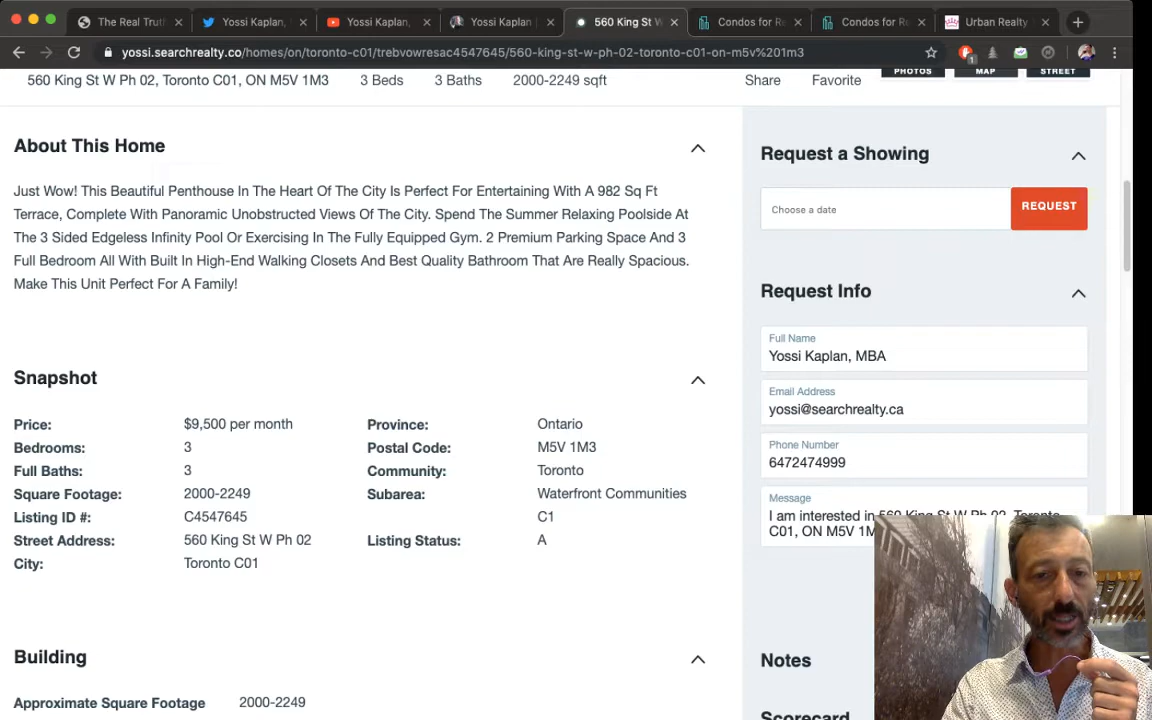 The Real Truth
Yossi Kaplan,
Yossi Kaplan,
Yossi Kaplan
560 King St W
Condos for R
Condos for R
Urban Realty
yossi.searchrealty.co/homes/on/toronto-c01/trebvowresac4547645/560-king-st-w-ph-02-toronto-c01-on-m5v%201m3
1
560 King St W Ph 02, Toronto C01, ON M5V 1M3
3 Beds
3 Baths
2000-2249 sqft
Share
Favorite
PHOTOS
MAP
STREET
About This Home
Just Wow! This Beautiful Penthouse In The Heart Of The City Is Perfect For Entertaining With A 982 Sq Ft
Terrace, Complete With Panoramic Unobstructed Views Of The City. Spend The Summer Relaxing Poolside At
The 3 Sided Edgeless Infinity Pool Or Exercising In The Fully Equipped Gym. 2 Premium Parking Space And 3
Full Bedroom All With Built In High-End Walking Closets And Best Quality Bathroom That Are Really Spacious.
Make This Unit Perfect For A Family!
Snapshot
Price: $9,500 per month
Bedrooms: 3
Full Baths: 3
Square Footage: 2000-2249
Listing ID #: C4547645
Street Address: 560 King St W Ph 02
City: Toronto C01
Province: Ontario
Postal Code: M5V 1M3
Community: Toronto
Subarea: Waterfront Communities
C1
Listing Status: A
Building
Approximate Square Footage 2000-2249
Request a Showing
Choose a date
REQUEST
Request Info
Full Name
Yossi Kaplan, MBA
Email Address
yossi@searchrealty.ca
Phone Number
6472474999
Message
I am interested in 560 King St W Ph 02, Toronto
C01, ON M5V 1M
Notes
Scorecard